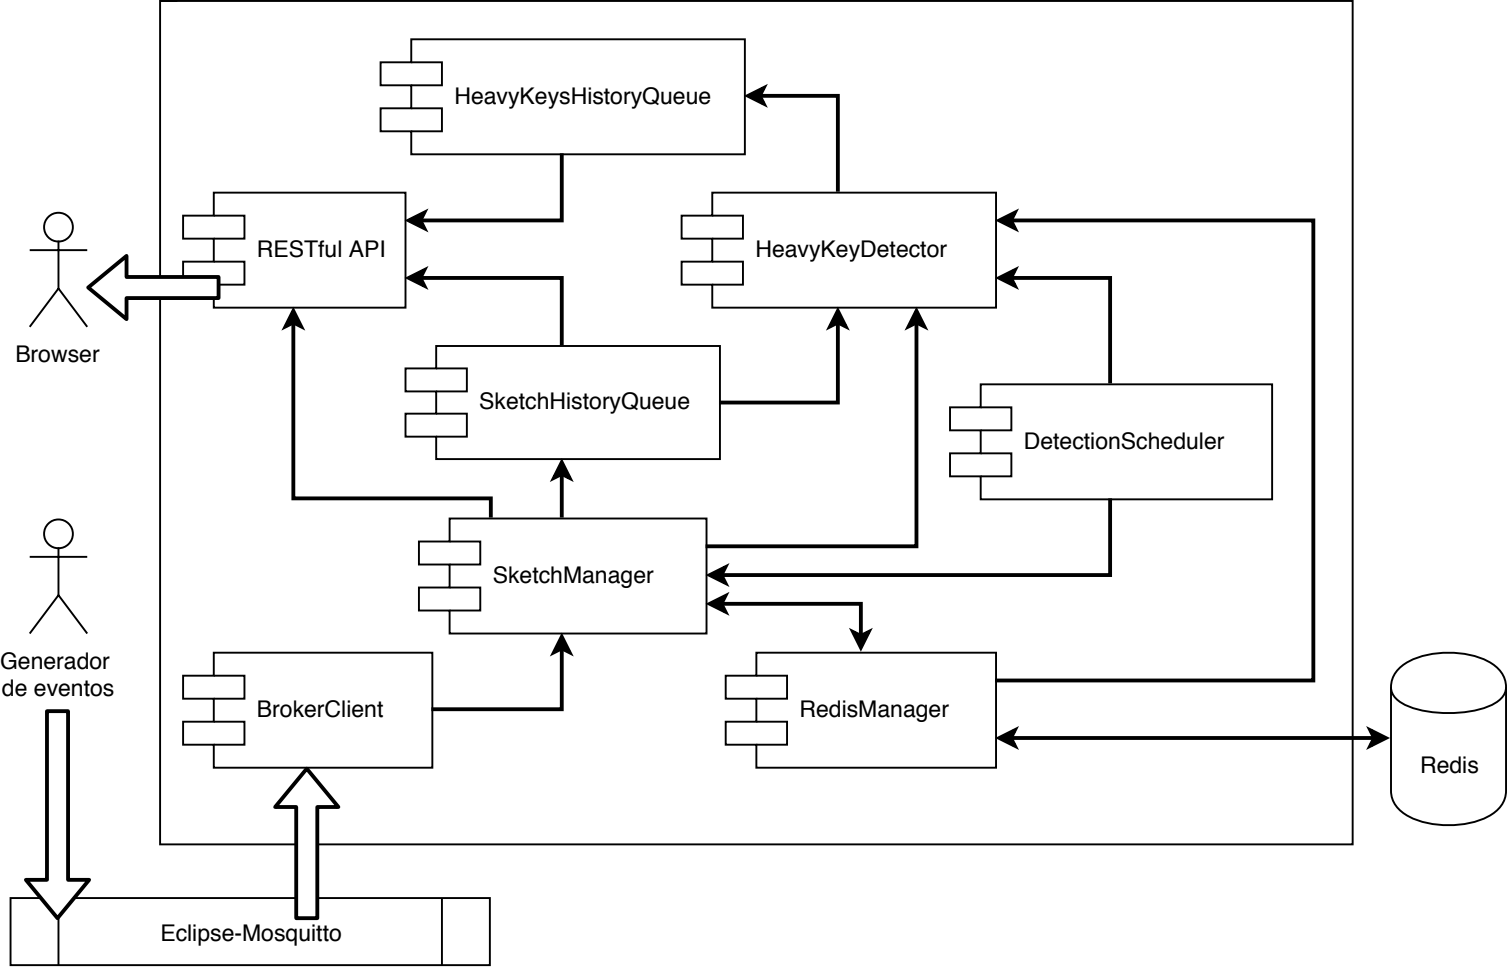 HeavyKeysHistoryQueue
RESTful API
HeavyKeyDetector
Browser
SketchHistoryQueue
DetectionScheduler
SketchManager
Generador
de eventos
BrokerClient
RedisManager
Redis
Eclipse-Mosquitto